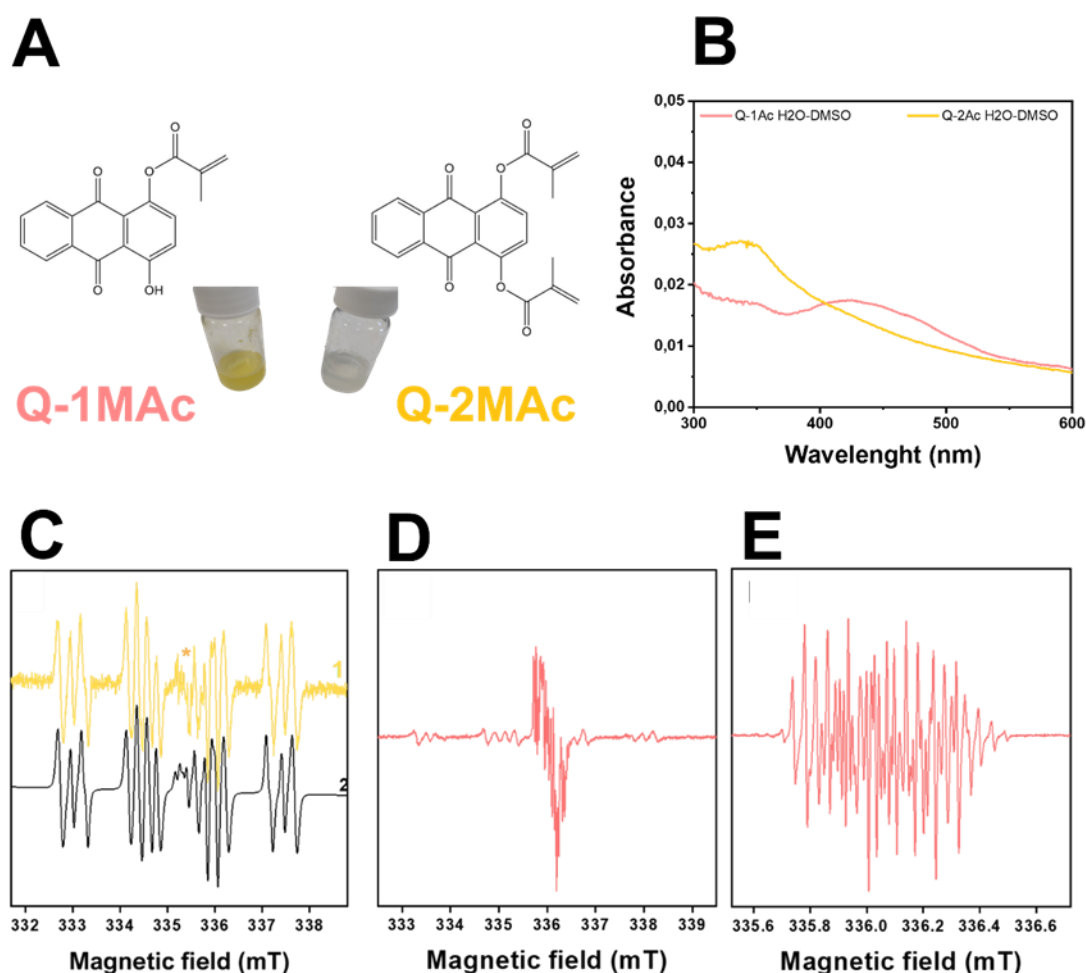 A
B
O
O
O
O
OH
O
O
O
O
O
O
Q-1MAc
Q-2MAc
Q-1Ac H2O-DMSO
Q-2Ac H2O-DMSO
0,05
0,04
0,03
0,02
0,01
0,00
Absorbance
300
400
500
600
Wavelenght (nm)
C
D
E
*
1
2
332 333 334 335 336 337 338
Magnetic field (mT)
333 334 335 336 337 338 339
Magnetic field (mT)
335.6 335.8 336.0 336.2 336.4 336.6
Magnetic field (mT)